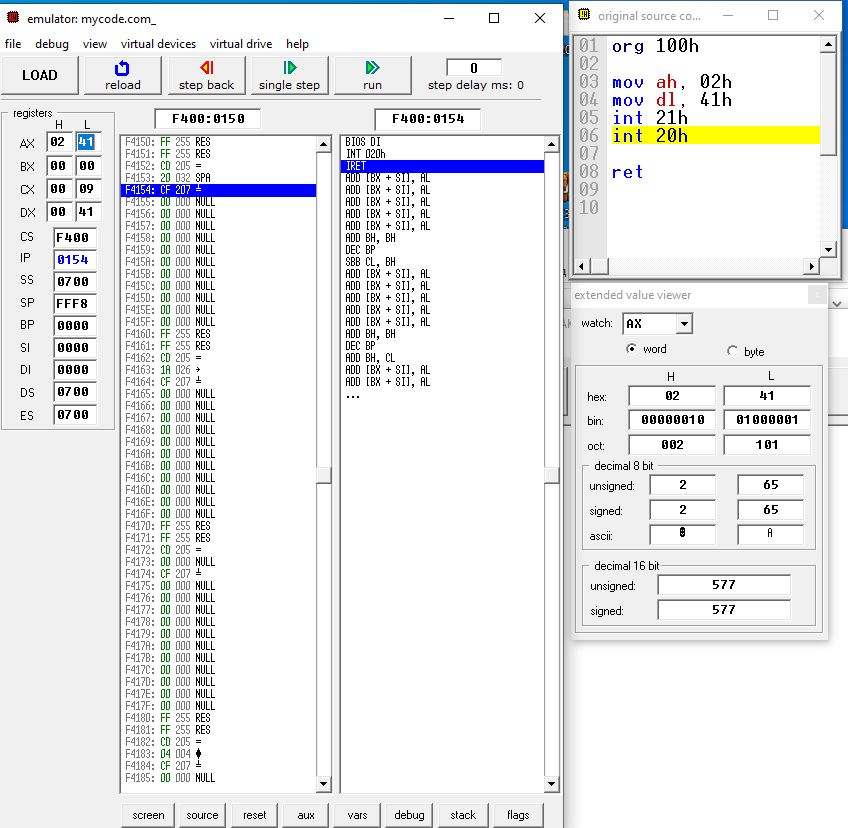 emulator: mycode.com_
file debug view virtual devices virtual drive help
LOAD reload step back single step run 0
step delay ms: 0
registers
H L
AX 02 41
BX 00 00
CX 00 09
DX 00 41
CS F400
IP 0154
SS 0700
SP FFF8
BP 0000
SI 0000
DI 0000
DS 0700
ES 0700
F400:0150
F4150: FF 255 RES
F4151: FF 255 RES
F4152: CD 205 =
F4153: 20 032 SPA
F4154: CF 207 ╧
F4155: 00 000 NULL
F4156: 00 000 NULL
F4157: 00 000 NULL
F4158: 00 000 NULL
F4159: 00 000 NULL
F415A: 00 000 NULL
F415B: 00 000 NULL
F415C: 00 000 NULL
F415D: 00 000 NULL
F415E: 00 000 NULL
F415F: 00 000 NULL
F4160: FF 255 RES
F4161: FF 255 RES
F4162: CD 205 =
F4163: 1A 026 →
F4164: CF 207 ╧
F4165: 00 000 NULL
F4166: 00 000 NULL
F4167: 00 000 NULL
F4168: 00 000 NULL
F4169: 00 000 NULL
F416A: 00 000 NULL
F416B: 00 000 NULL
F416C: 00 000 NULL
F416D: 00 000 NULL
F416E: 00 000 NULL
F416F: 00 000 NULL
F4170: FF 255 RES
F4171: FF 255 RES
F4172: CD 205 =
F4173: 00 000 NULL
F4174: CF 207 ╧
F4175: 00 000 NULL
F4176: 00 000 NULL
F4177: 00 000 NULL
F4178: 00 000 NULL
F4179: 00 000 NULL
F417A: 00 000 NULL
F417B: 00 000 NULL
F417C: 00 000 NULL
F417D: 00 000 NULL
F417E: 00 000 NULL
F417F: 00 000 NULL
F4180: FF 255 RES
F4181: FF 255 RES
F4182: CD 205 =
F4183: 04 004 ♦
F4184: CF 207 ╧
F4185: 00 000 NULL
F400:0154
BIOS DI
INT 020h
IRET
ADD [BX + SI], AL
ADD [BX + SI], AL
ADD [BX + SI], AL
ADD [BX + SI], AL
ADD [BX + SI], AL
ADD BH, BH
DEC BP
SBB CL, BH
ADD [BX + SI], AL
ADD [BX + SI], AL
ADD [BX + SI], AL
ADD [BX + SI], AL
ADD [BX + SI], AL
ADD BH, BH
DEC BP
ADD BH, CL
ADD [BX + SI], AL
ADD [BX + SI], AL
...
screen source reset aux vars debug stack flags
original source co...
01 org 100h
02
03 mov ah, 02h
04 mov dl, 41h
05 int 21h
06 int 20h
07
08 ret
09
10
extended value viewer
watch: AX
word byte
H L
hex: 02 41
bin: 00000010 01000001
oct: 002 101
decimal 8 bit
unsigned: 2 65
signed: 2 65
ascii: A
decimal 16 bit
unsigned: 577
signed: 577